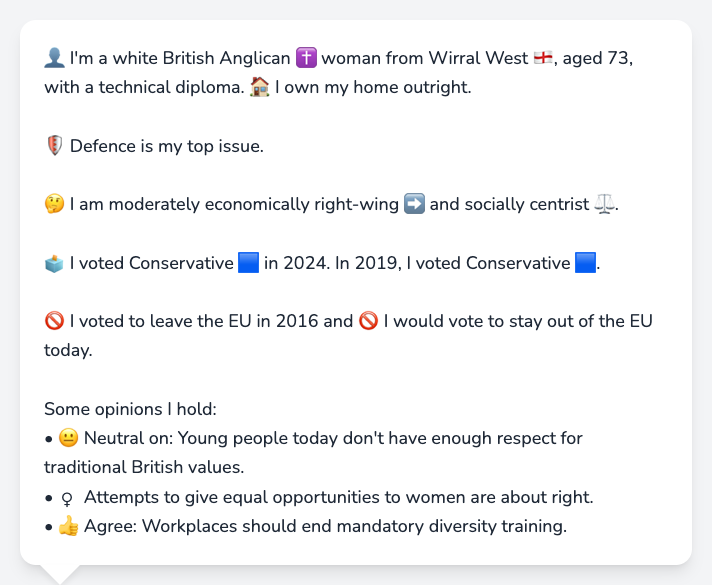 👤 I'm a white British Anglican ✝️ woman from Wirral West 🏴󠁧󠁢󠁥󠁮󠁧󠁿, aged 73,
with a technical diploma. 🏠 I own my home outright.
🛡️ Defence is my top issue.
🤔 I am moderately economically right-wing ➡️ and socially centrist ⚖️.
🗳️ I voted Conservative 🟦 in 2024. In 2019, I voted Conservative 🟦.
🚫 I voted to leave the EU in 2016 and 🚫 I would vote to stay out of the EU
today.
Some opinions I hold:
• 😐 Neutral on: Young people today don't have enough respect for
traditional British values.
• ♀ Attempts to give equal opportunities to women are about right.
• 👍 Agree: Workplaces should end mandatory diversity training.